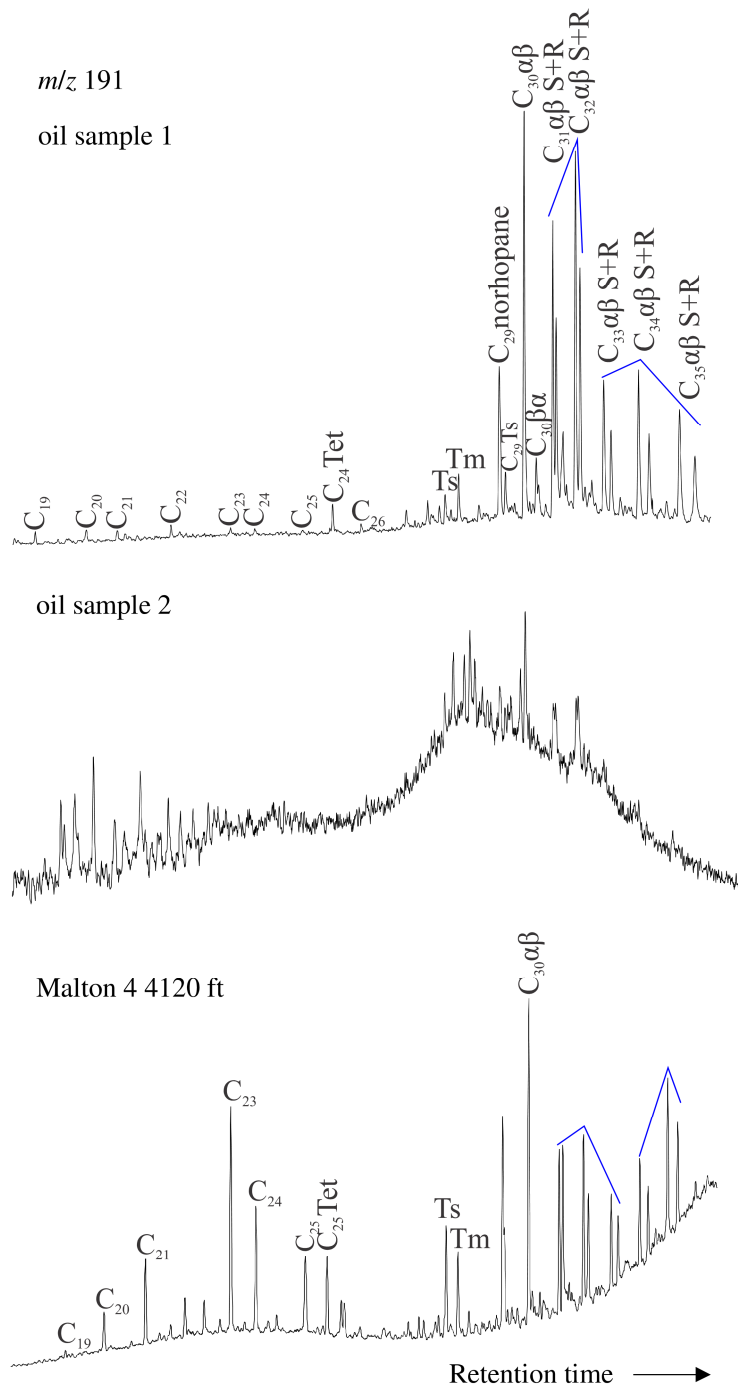 m/z 191
oil sample 1
C₁₉
C₂₀
C₂₁
C₂₂
C₂₃
C₂₄
C₂₅
C₂₄Tet
C₂₆
Ts
Tm
C₂₉norhopane
C₂₉Ts
C₃₀αβ
C₃₀βα
C₃₁αβ S+R
C₃₂αβ S+R
C₃₃αβ S+R
C₃₄αβ S+R
C₃₅αβ S+R
oil sample 2
Malton 4 4120 ft
C₁₉
C₂₀
C₂₁
C₂₃
C₂₄
C₂₅
C₂₅Tet
Ts
Tm
C₃₀αβ
Retention time